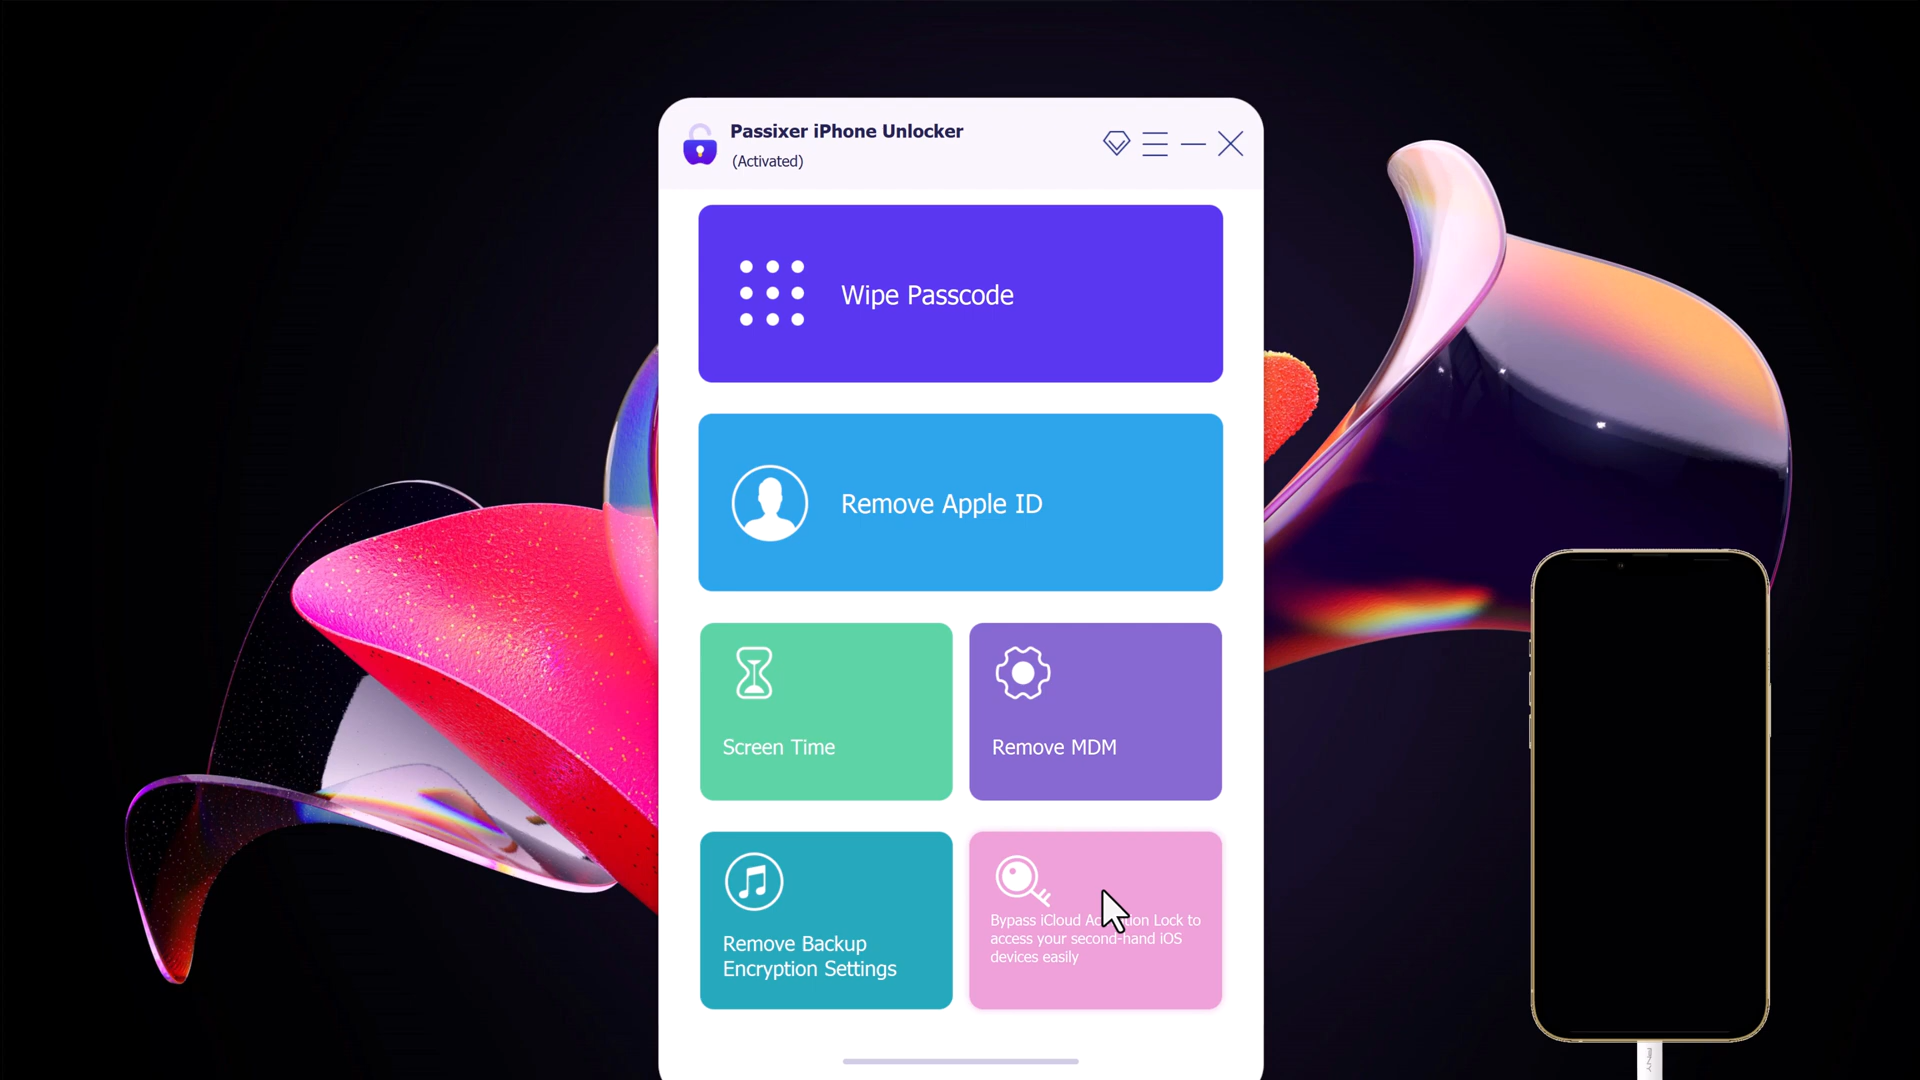 Passixer iPhone Unlocker
(Activated)
Wipe Passcode
Remove Apple ID
Screen Time
Remove MDM
Remove Backup
Encryption Settings
Bypass iCloud Lock to
access your second-hand iOS
devices easily